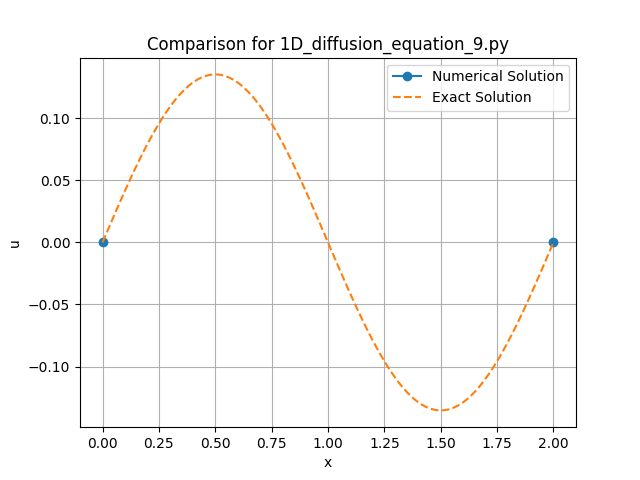 Comparison for 1D_diffusion_equation_9.py
Numerical Solution
Exact Solution
0.10
0.05
0.00
−0.05
−0.10
u
0.00 0.25 0.50 0.75 1.00 1.25 1.50 1.75 2.00
x